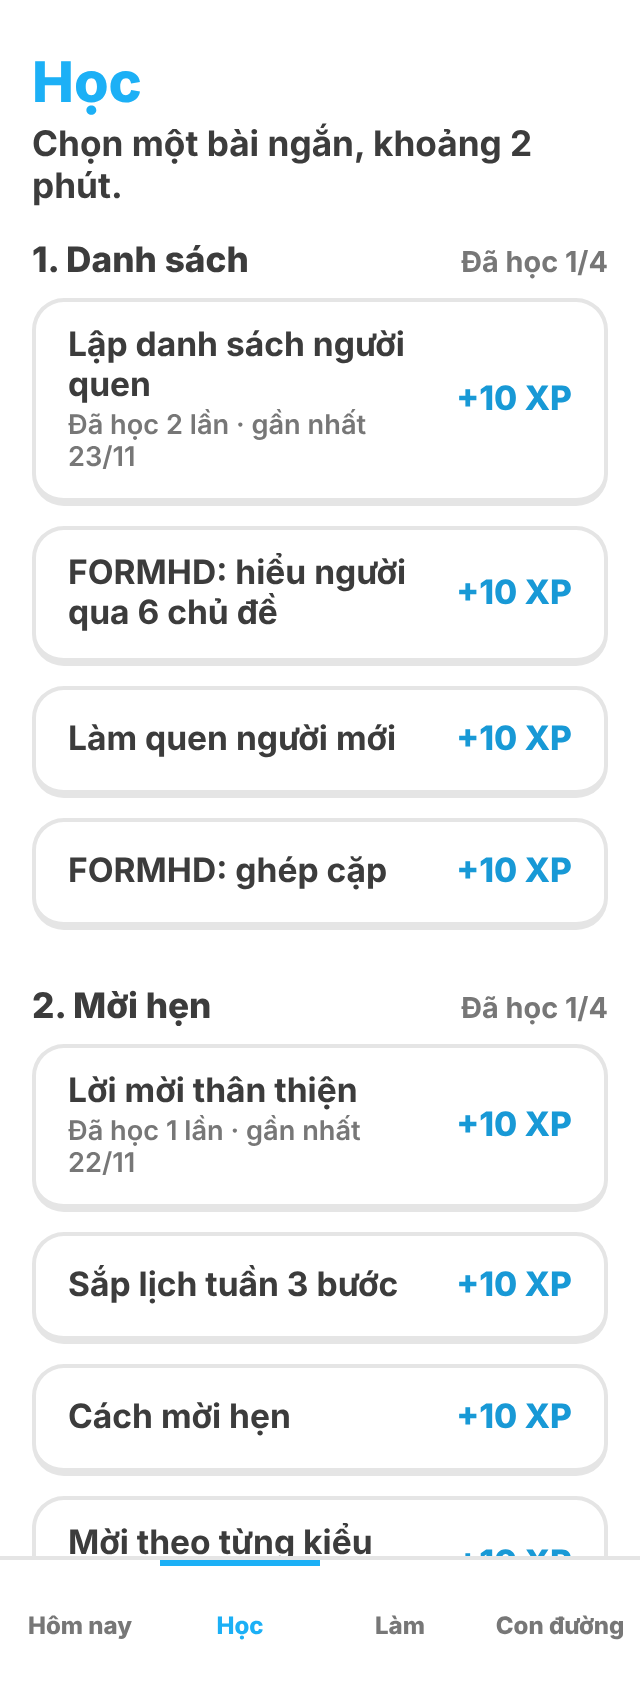 Học
Chọn một bài ngắn, khoảng 2
phút.
1. Danh sách
Đã học 1/4
Lập danh sách người
quen
Đã học 2 lần · gần nhất
23/11
+10 XP
FORMHD: hiểu người
qua 6 chủ đề
+10 XP
Làm quen người mới
+10 XP
FORMHD: ghép cặp
+10 XP
2. Mời hẹn
Đã học 1/4
Lời mời thân thiện
Đã học 1 lần · gần nhất
22/11
+10 XP
Sắp lịch tuần 3 bước
+10 XP
Cách mời hẹn
+10 XP
Mời theo từng kiểu
+10 XP
Hôm nay
Học
Làm
Con đường